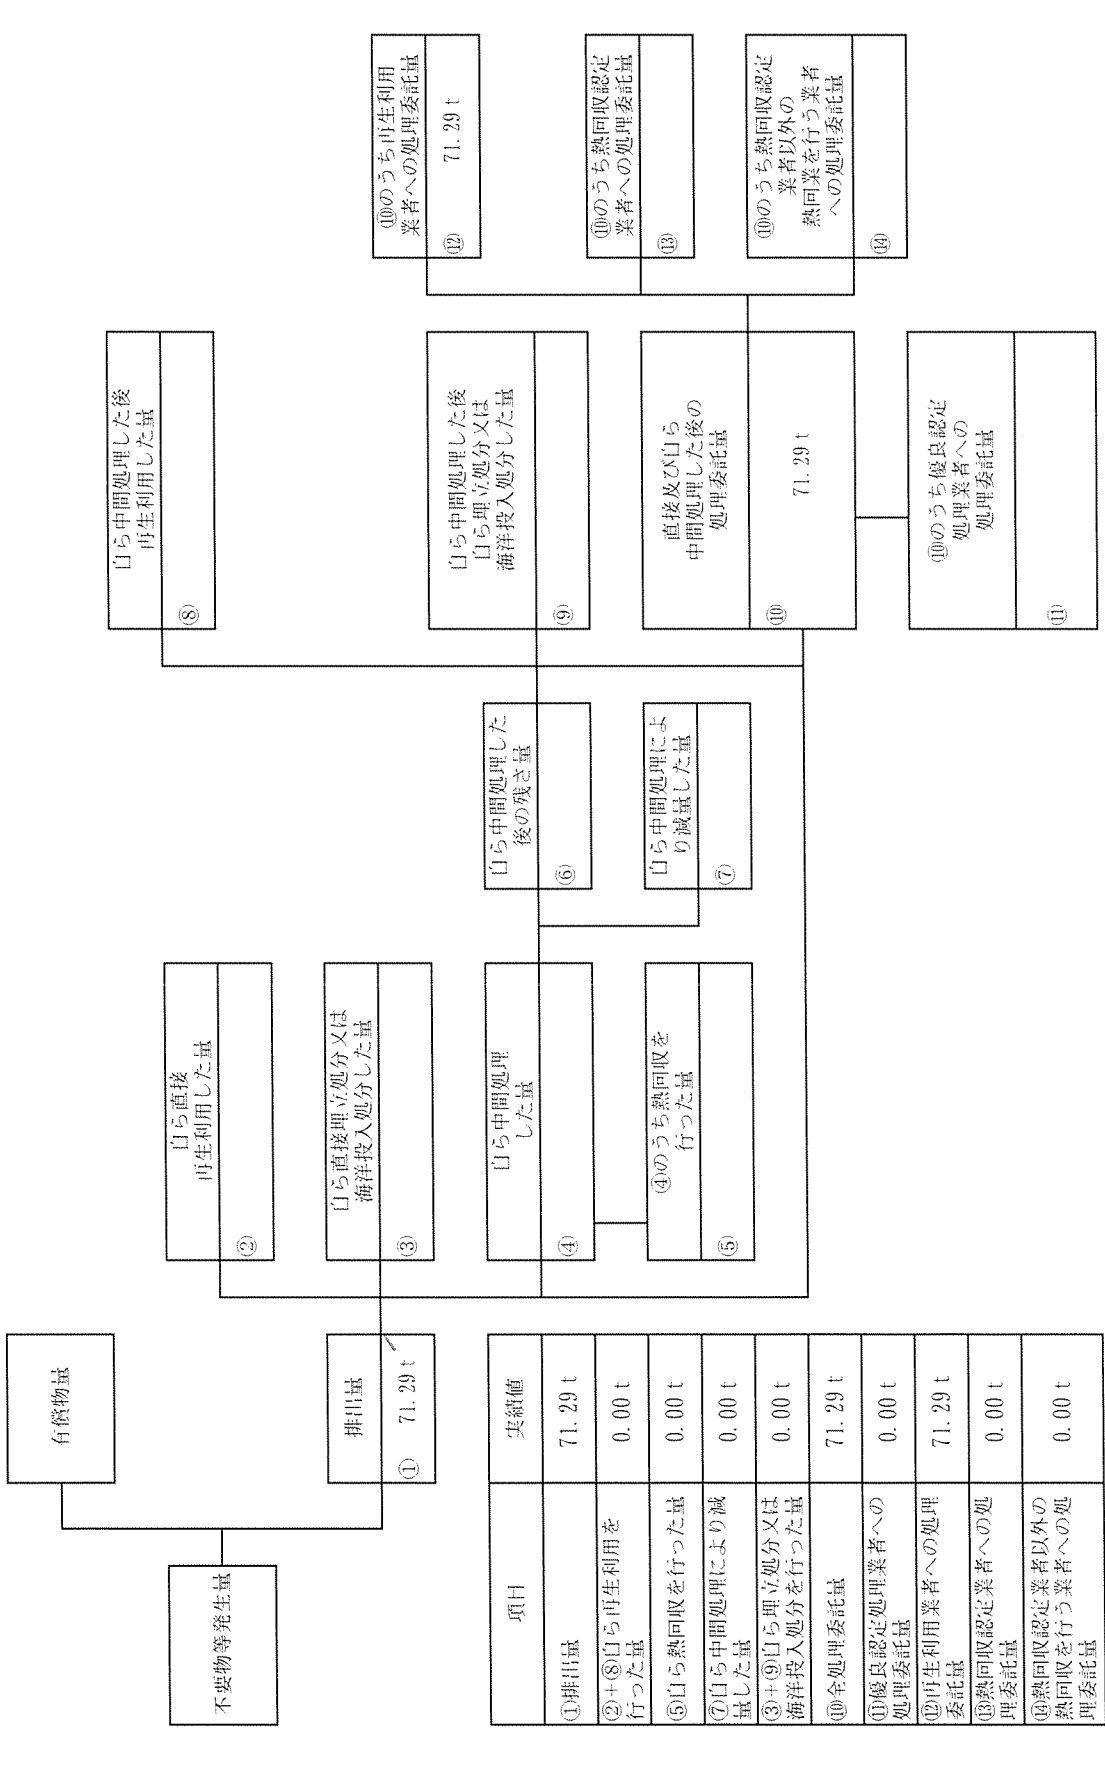 有償物量
不要物等発生量
排出量
① 71.29 t
自ら直接
再生利用した量
②
自ら直接埋立処分又は
海洋投入処分した量
③
自ら中間処理
した量
④
④のうち熱回収を
行った量
⑤
自ら中間処理した
後の残さ量
⑥
自ら中間処理によ
り減量した量
⑦
自ら中間処理した後
再生利用した量
⑧
自ら中間処理した後
自ら埋立処分又は
海洋投入処分した量
⑨
直接及び自ら
中間処理した後の
処理委託量
71.29 t
⑩
⑩のうち優良認定
処理業者への
処理委託量
⑪
⑩のうち再生利用
業者への処理委託量
71.29 t
⑫
⑩のうち熱回収認定
業者への処理委託量
⑬
⑩のうち熱回収認定
業者以外の
熱回業を行う業者
への処理委託量
⑭
項目 実績値
①排出量 71.29 t
②+⑧自ら再生利用を
行った量 0.00 t
⑤自ら熱回収を行った量 0.00 t
⑦自ら中間処理により減
量した量 0.00 t
③+⑨自ら埋立処分又は
海洋投入処分を行った量 0.00 t
⑩全処理委託量 71.29 t
⑪優良認定処理業者への
処理委託量 0.00 t
⑫再生利用業者への処理
委託量 71.29 t
⑬熱回収認定業者への処
理委託量 0.00 t
⑭熱回収認定業者以外の
熱回収を行う業者への処
理委託量 0.00 t